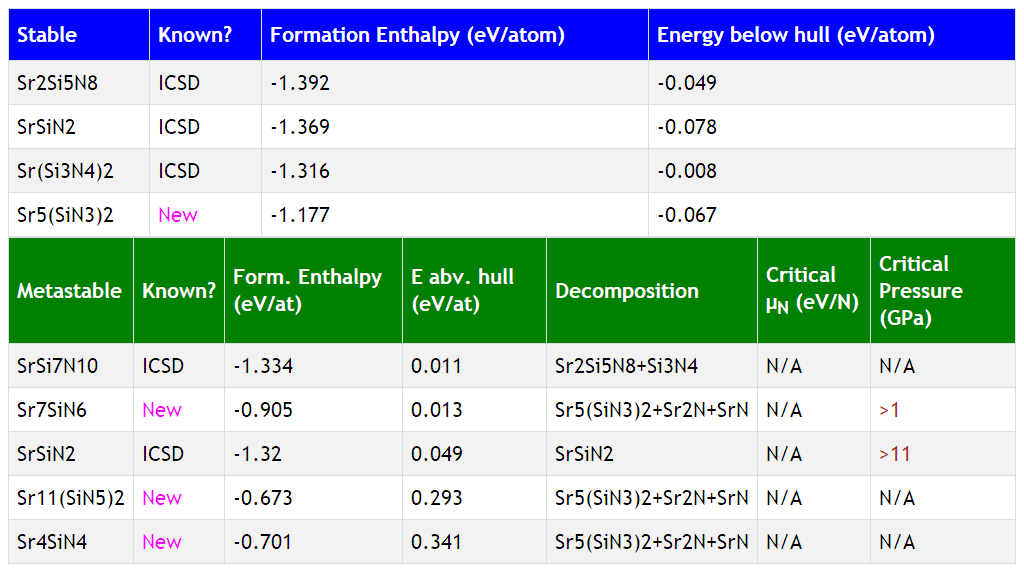 Stable Known? Formation Enthalpy (eV/atom) Energy below hull (eV/atom)
Sr2Si5N8 ICSD -1.392 -0.049
SrSiN2 ICSD -1.369 -0.078
Sr(Si3N4)2 ICSD -1.316 -0.008
Sr5(SiN3)2 New -1.177 -0.067
Metastable Known? Form. Enthalpy (eV/at) E abv. hull (eV/at) Decomposition Critical μN (eV/N) Critical Pressure (GPa)
SrSi7N10 ICSD -1.334 0.011 Sr2Si5N8+Si3N4 N/A N/A
Sr7SiN6 New -0.905 0.013 Sr5(SiN3)2+Sr2N+SrN N/A >1
SrSiN2 ICSD -1.32 0.049 SrSiN2 N/A >11
Sr11(SiN5)2 New -0.673 0.293 Sr5(SiN3)2+Sr2N+SrN N/A N/A
Sr4SiN4 New -0.701 0.341 Sr5(SiN3)2+Sr2N+SrN N/A N/A